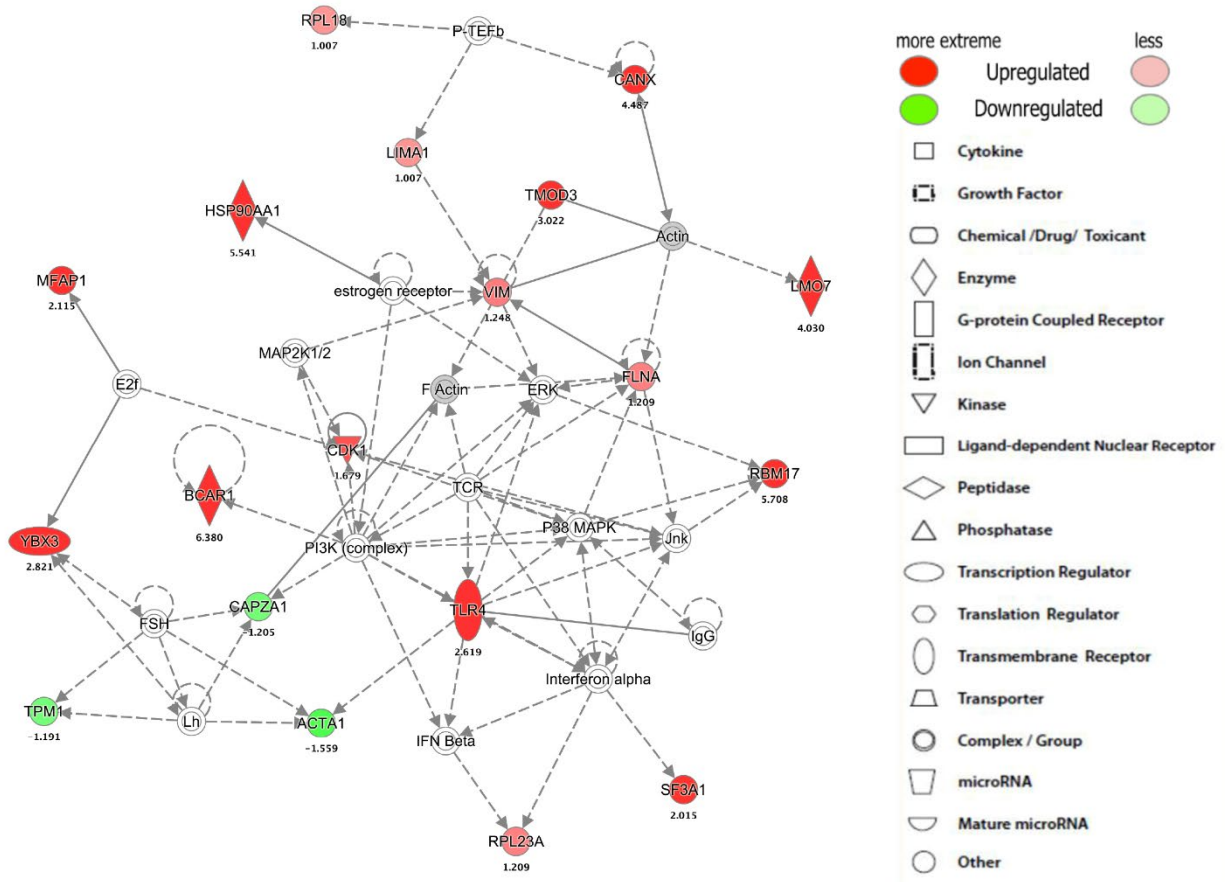 RPL18
1.007
P-TEFb
CANX
4.487
LIMA1
1.007
TMOD3
3.022
HSP90AA1
5.541
Actin
MFAP1
2.115
estrogen receptor
VIM
1.248
LMO7
4.030
MAP2K1/2
E2f
F Actin
ERK
FLNA
1.209
CDK1
1.679
RBM17
5.708
BCAR1
6.380
TCR
P38 MAPK
Jnk
YBX3
2.821
PI3K (complex)
CAPZA1
-1.205
TLR4
2.619
FSH
IgG
Interferon alpha
TPM1
-1.191
Lh
ACTA1
-1.559
IFN Beta
SF3A1
2.015
RPL23A
1.209
more extreme less
Upregulated
Downregulated
Cytokine
Growth Factor
Chemical /Drug/ Toxicant
Enzyme
G-protein Coupled Receptor
Ion Channel
Kinase
Ligand-dependent Nuclear Receptor
Peptidase
Phosphatase
Transcription Regulator
Translation Regulator
Transmembrane Receptor
Transporter
Complex / Group
microRNA
Mature microRNA
Other